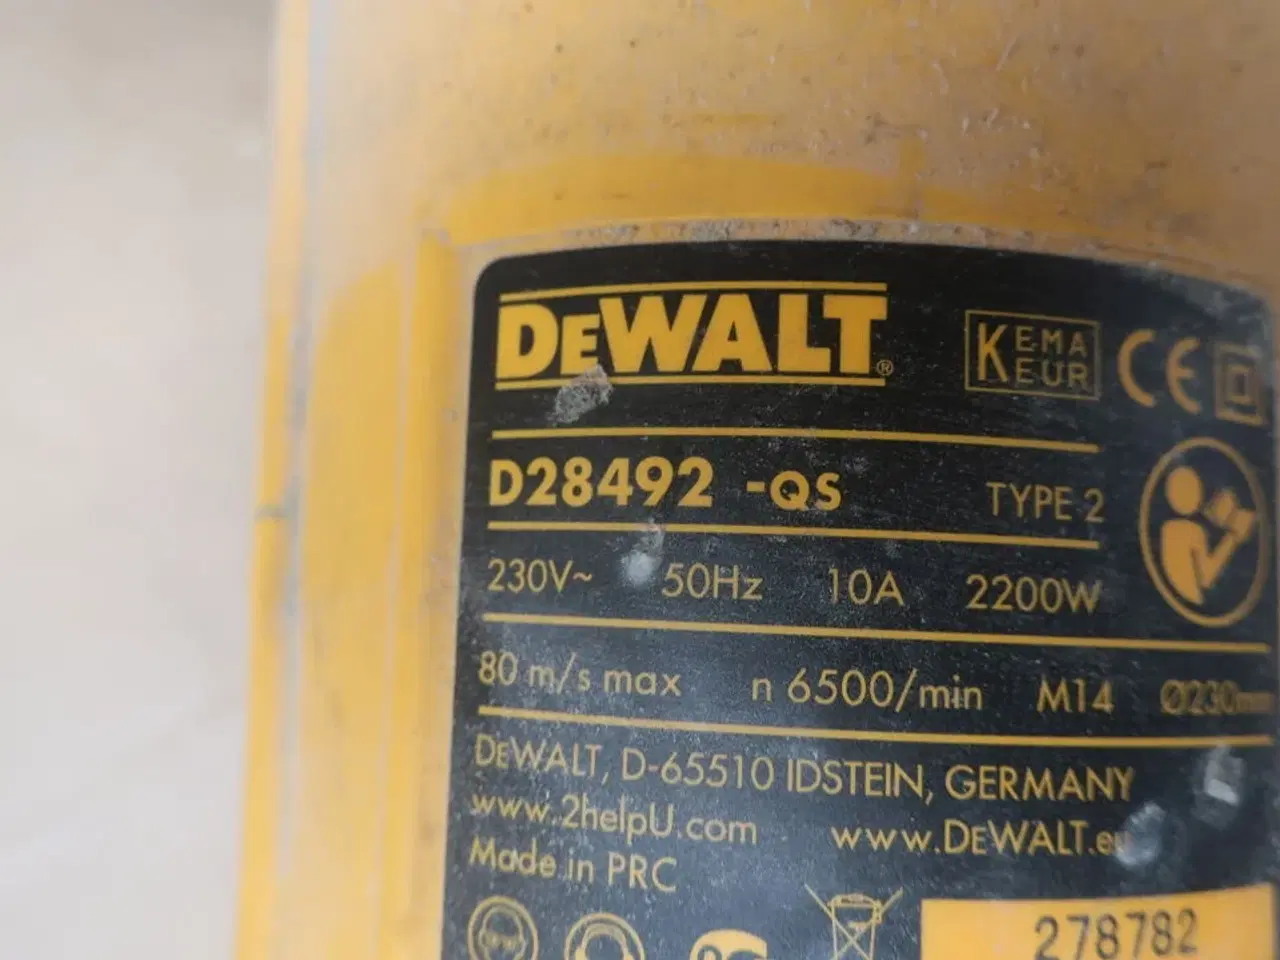 DEWALT®
KEMA
KEUR
CE
D28492 -QS TYPE 2
230V~ 50Hz 10A 2200W
80 m/s max n 6500/min M14 Ø230mm
DEWALT, D-65510 IDSTEIN, GERMANY
www.2helpU.com www.DEWALT.eu
Made in PRC
278782